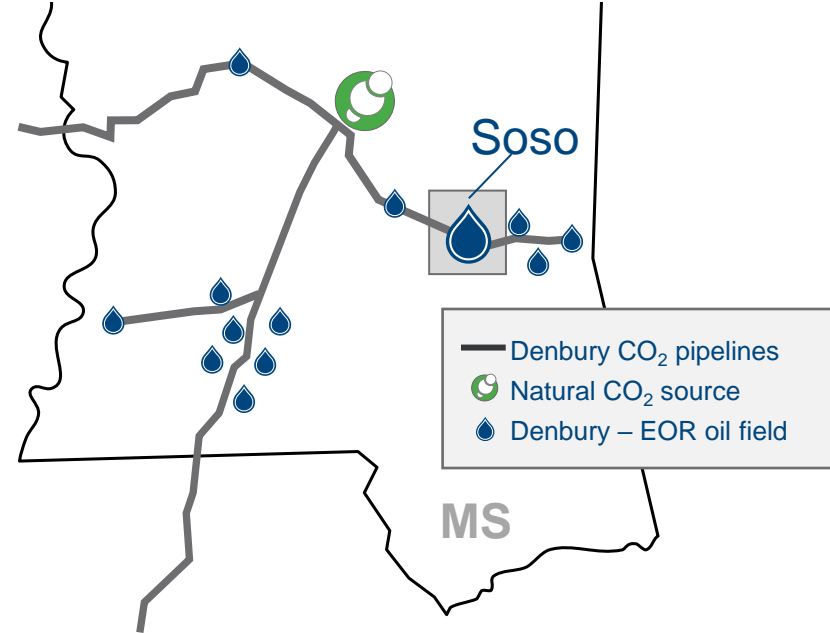 Soso
Denbury CO₂ pipelines
Natural CO₂ source
Denbury – EOR oil field
MS